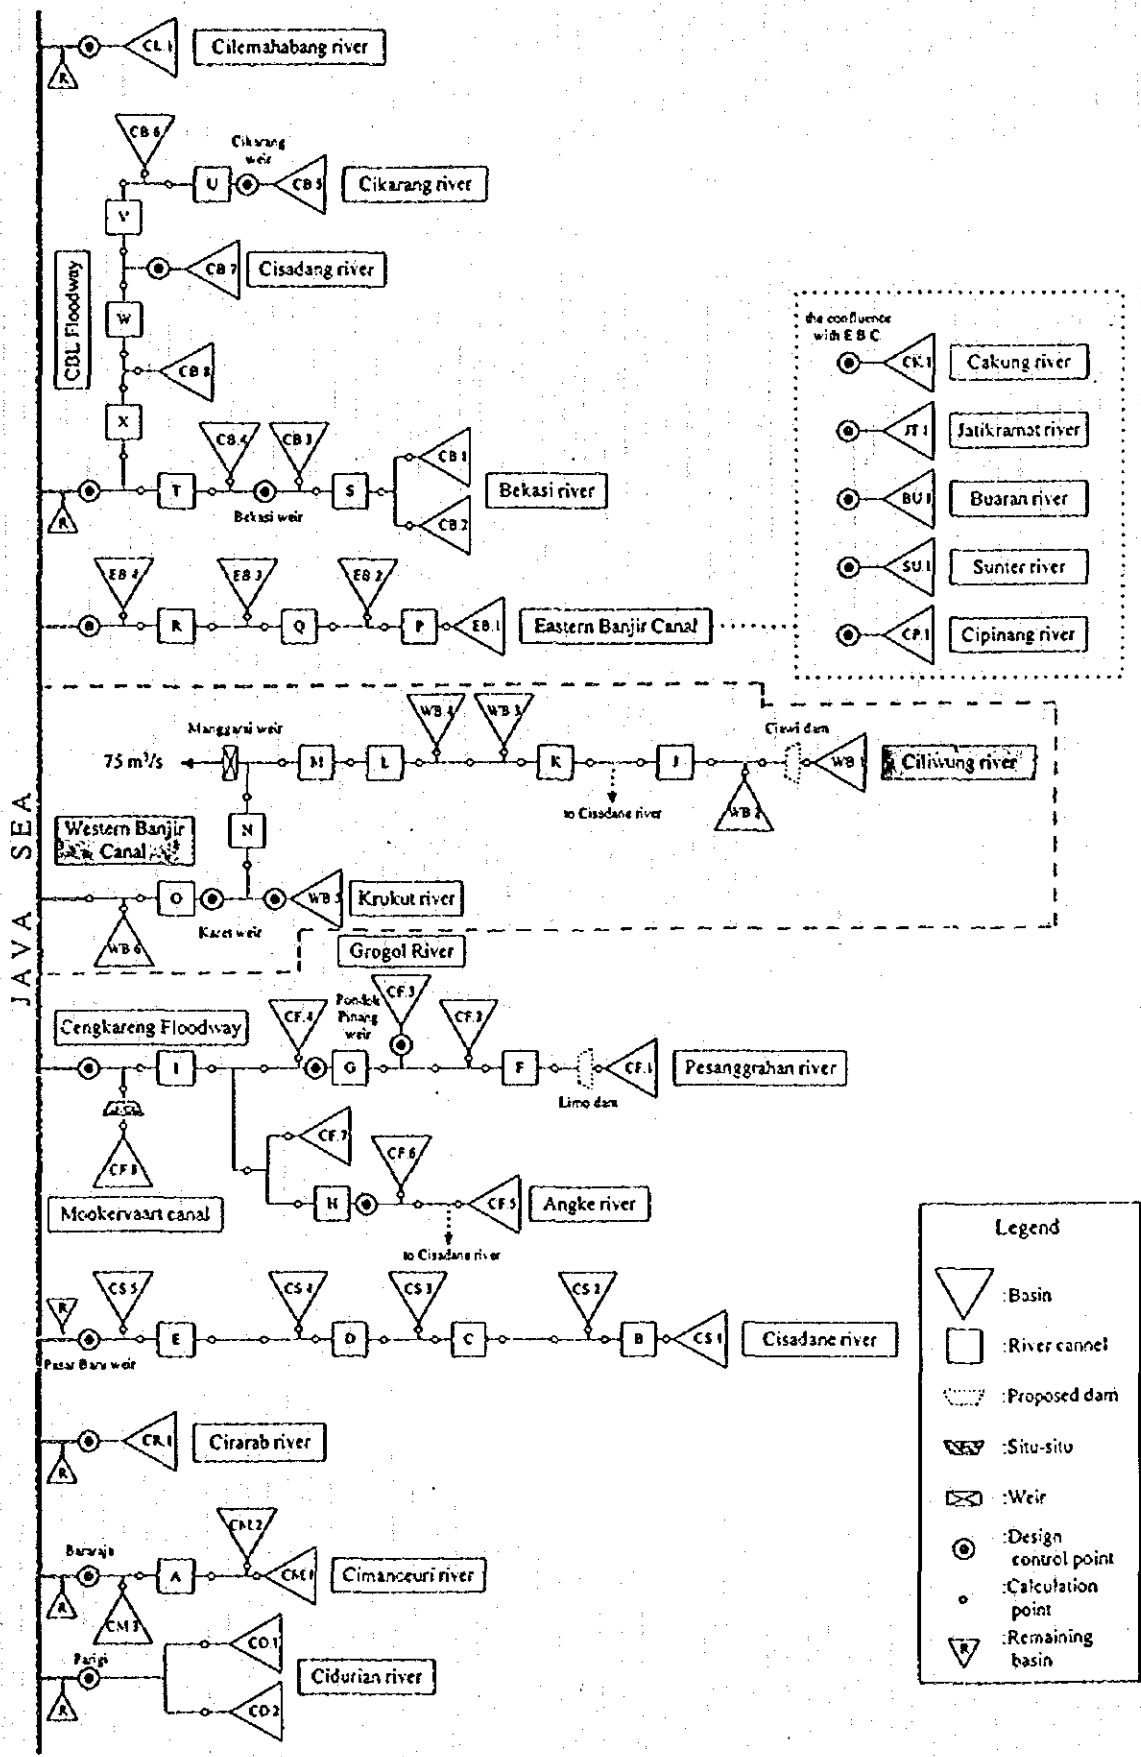 CL.1
Cilemahabang river
R
CB 6
Cikarang
weir
U
CB 5
Cikarang river
V
CB 7
Cisadang river
CBL Floodway
W
CB 8
X
the confluence
with E B C
CK.1
Cakung river
JT.1
Jatikramat river
BU.1
Buaran river
SU.1
Sunter river
CP.1
Cipinang river
CB.4
CB 3
CB 1
T
S
Bekasi river
Bekasi weir
R
CB.2
EB.4
EB.3
EB 2
R
Q
P
EB.1
Eastern Banjir Canal
Manggarai weir
WB.4
WB 3
Ciawi dam
75 m³/s
M
L
K
J
WB 1
Ciliwung river
to Cisadane river
WB 2
JAVA SEA
Western Banjir
Canal
N
O
WB 5
Krukut river
Karet weir
WB 6
Grogol River
Cengkareng Floodway
CF.4
Pondok
Pinang
weir
CF.3
CF.2
I
G
F
CF.1
Pesanggrahan river
Limo dam
CF.8
CF.7
CF.6
H
CF.5
Angke river
Mookervaart canal
to Cisadane river
R
CS 5
CS 4
CS 3
CS 2
E
D
C
B
CS 1
Cisadane river
Pasar Baru weir
CR.1
Cirarab river
R
CM.2
A
CM.1
Cimanceuri river
R
CM 3
CD.1
Parigi
Cidurian river
R
CD.2
Legend
:Basin
:River cannel
:Proposed dam
:Situ-situ
:Weir
:Design
control point
:Calculation
point
R
:Remaining
basin